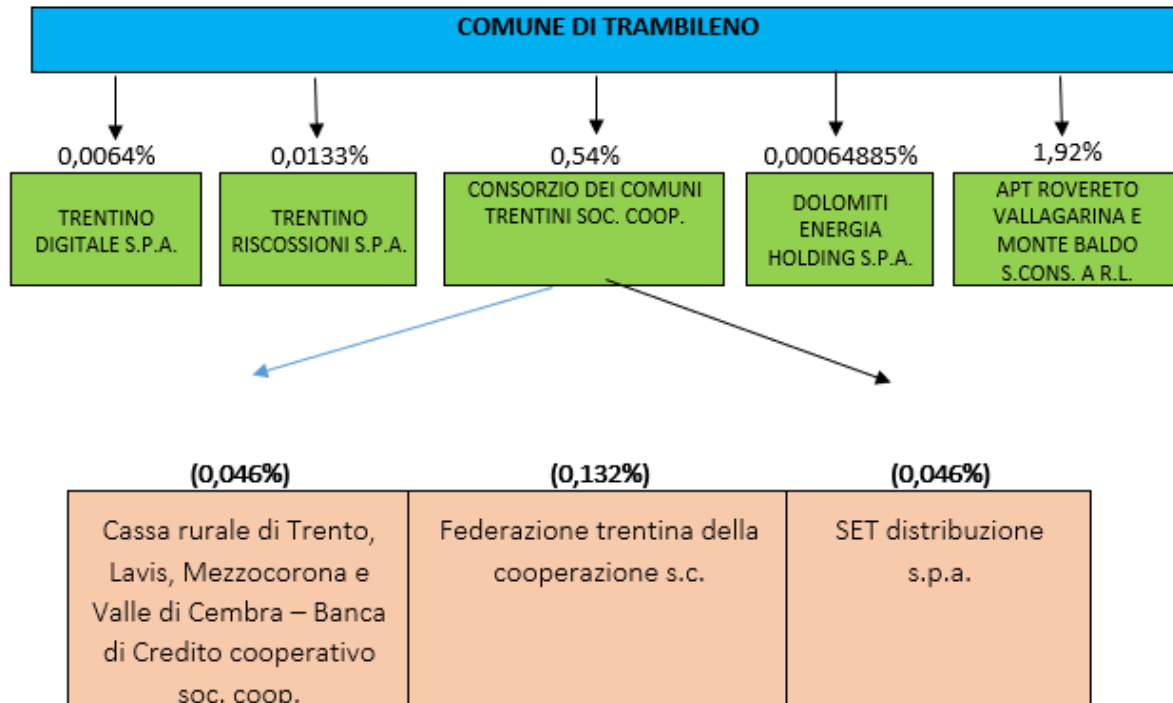 COMUNE DI TRAMBILENO
0,0064%
0,0133%
0,54%
0,00064885%
1,92%
TRENTINO
DIGITALE S.P.A.
TRENTINO
RISCOSSIONI S.P.A.
CONSORZIO DEI COMUNI
TRENTINI SOC. COOP.
DOLOMITI
ENERGIA
HOLDING S.P.A.
APT ROVERETO
VALLAGARINA E
MONTE BALDO
S.CONS. A R.L.
(0,046%)
(0,132%)
(0,046%)
Cassa rurale di Trento,
Lavis, Mezzocorona e
Valle di Cembra – Banca
di Credito cooperativo
soc. coop.
Federazione trentina della
cooperazione s.c.
SET distribuzione
s.p.a.